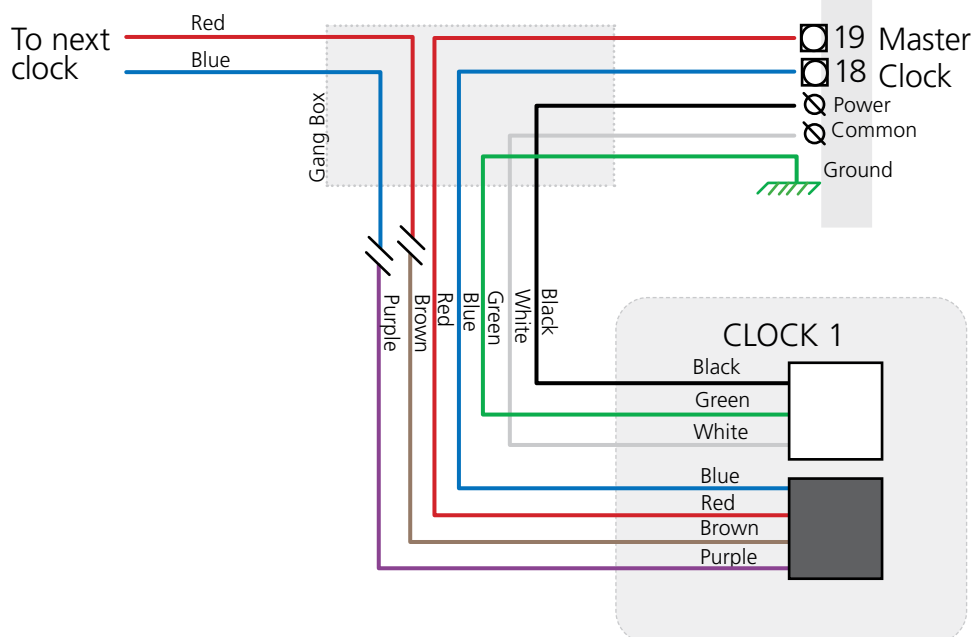 To next
clock
Red
Blue
Gang Box
19 Master
18 Clock
Power
Common
Ground
Purple
Brown
Red
Blue
Green
White
Black
CLOCK 1
Black
Green
White
Blue
Red
Brown
Purple